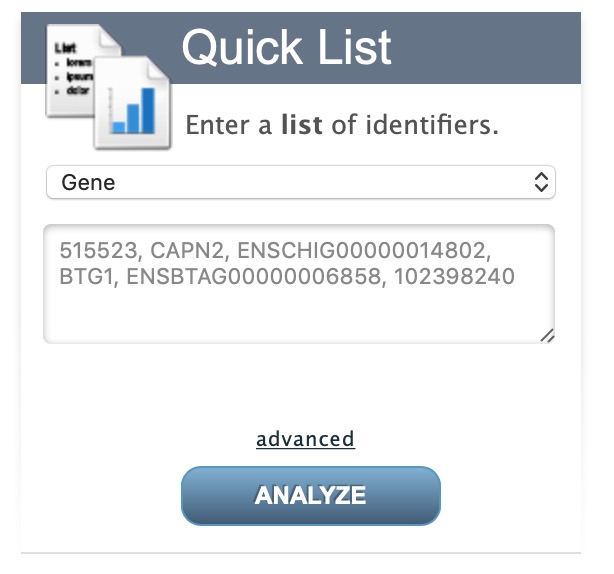 List
lorem
ipsum
dolor
Quick List
Enter a list of identifiers.
Gene
515523, CAPN2, ENSCHIG00000014802,
BTG1, ENSBTAG00000006858, 102398240
advanced
ANALYZE